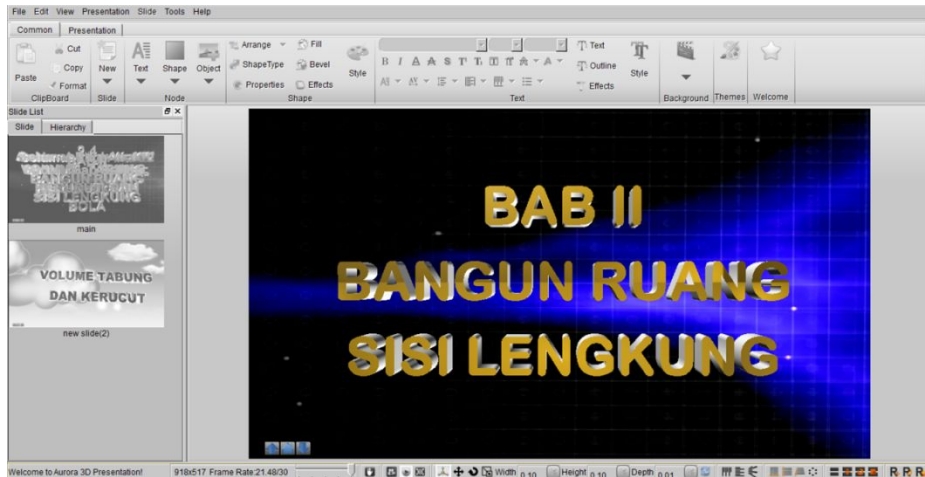 File Edit View Presentation Slide Tools Help
Common Presentation
Paste Cut Copy Format New Text Shape Object Arrange ShapeType Properties Fill Bevel Effects Style Text Outline Effects Style
ClipBoard Slide Node Shape Text Background Themes Welcome
Slide List
Slide Hierarchy
SISI LENGKUNG
BOLA
main
VOLUME TABUNG
DAN KERUCUT
new slide(2)
BAB II
BANGUN RUANG
SISI LENGKUNG
Welcome to Aurora 3D Presentation! 918x517 Frame Rate:21.48/30 Width 0.10 Height 0.10 Depth 0.01